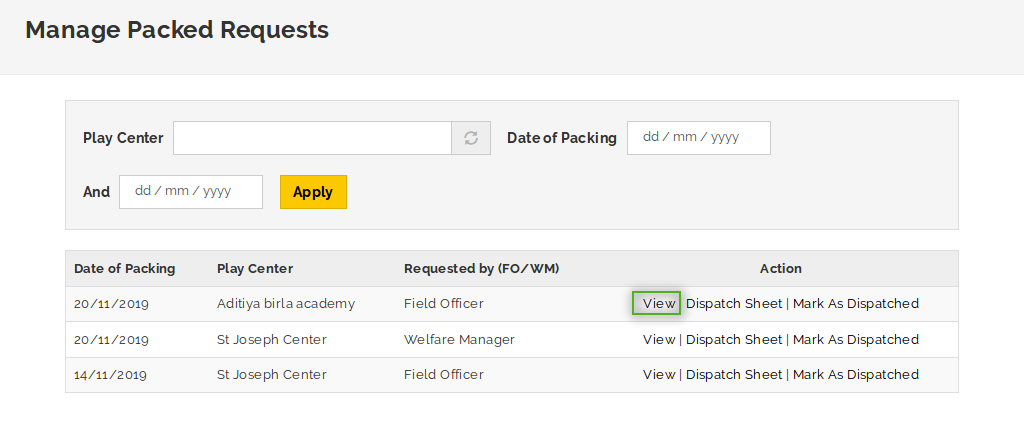 Manage Packed Requests
Play Center Date of Packing dd / mm / yyyy
And dd / mm / yyyy Apply
Date of Packing Play Center Requested by (FO/WM) Action
20/11/2019 Aditiya birla academy Field Officer View Dispatch Sheet | Mark As Dispatched
20/11/2019 St Joseph Center Welfare Manager View | Dispatch Sheet | Mark As Dispatched
14/11/2019 St Joseph Center Field Officer View | Dispatch Sheet | Mark As Dispatched